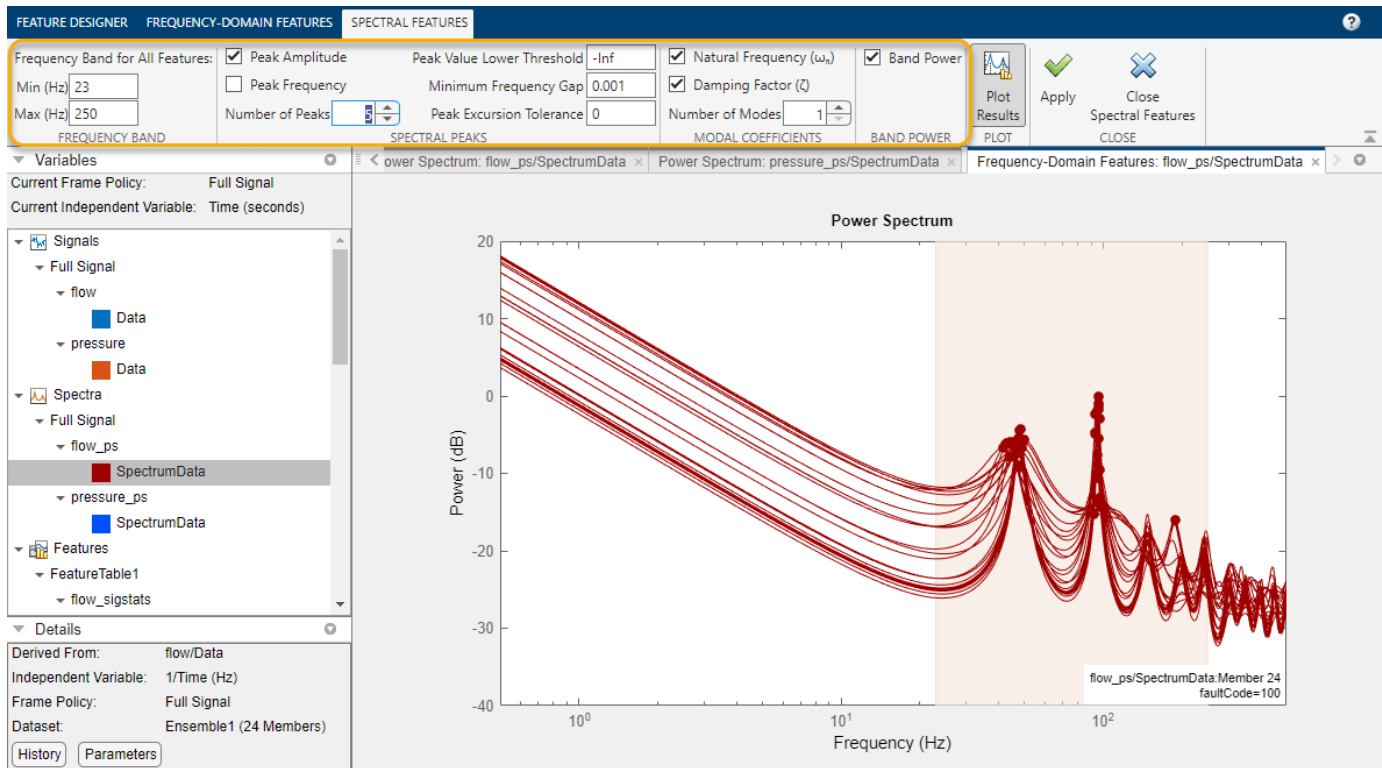 FEATURE DESIGNER FREQUENCY-DOMAIN FEATURES SPECTRAL FEATURES
Frequency Band for All Features:
Min (Hz) 23
Max (Hz) 250
FREQUENCY BAND
Peak Amplitude Peak Value Lower Threshold -Inf
Peak Frequency Minimum Frequency Gap 0.001
Number of Peaks 5 Peak Excursion Tolerance 0
SPECTRAL PEAKS
Natural Frequency (ωn)
Damping Factor (ζ)
Number of Modes 1
MODAL COEFFICIENTS
Band Power
BAND POWER
Plot
Results
PLOT
Apply
Close
Spectral Features
CLOSE
Variables
Current Frame Policy: Full Signal
Current Independent Variable: Time (seconds)
Signals
Full Signal
flow
Data
pressure
Data
Spectra
Full Signal
flow_ps
SpectrumData
pressure_ps
SpectrumData
Features
FeatureTable1
flow_sigstats
Details
Derived From: flow/Data
Independent Variable: 1/Time (Hz)
Frame Policy: Full Signal
Dataset: Ensemble1 (24 Members)
History Parameters
ower Spectrum: flow_ps/SpectrumData × Power Spectrum: pressure_ps/SpectrumData × Frequency-Domain Features: flow_ps/SpectrumData ×
Power Spectrum
20
10
0
-10
-20
-30
-40
Power (dB)
flow_ps/SpectrumData:Member 24
faultCode=100
10⁰ 10¹ 10²
Frequency (Hz)